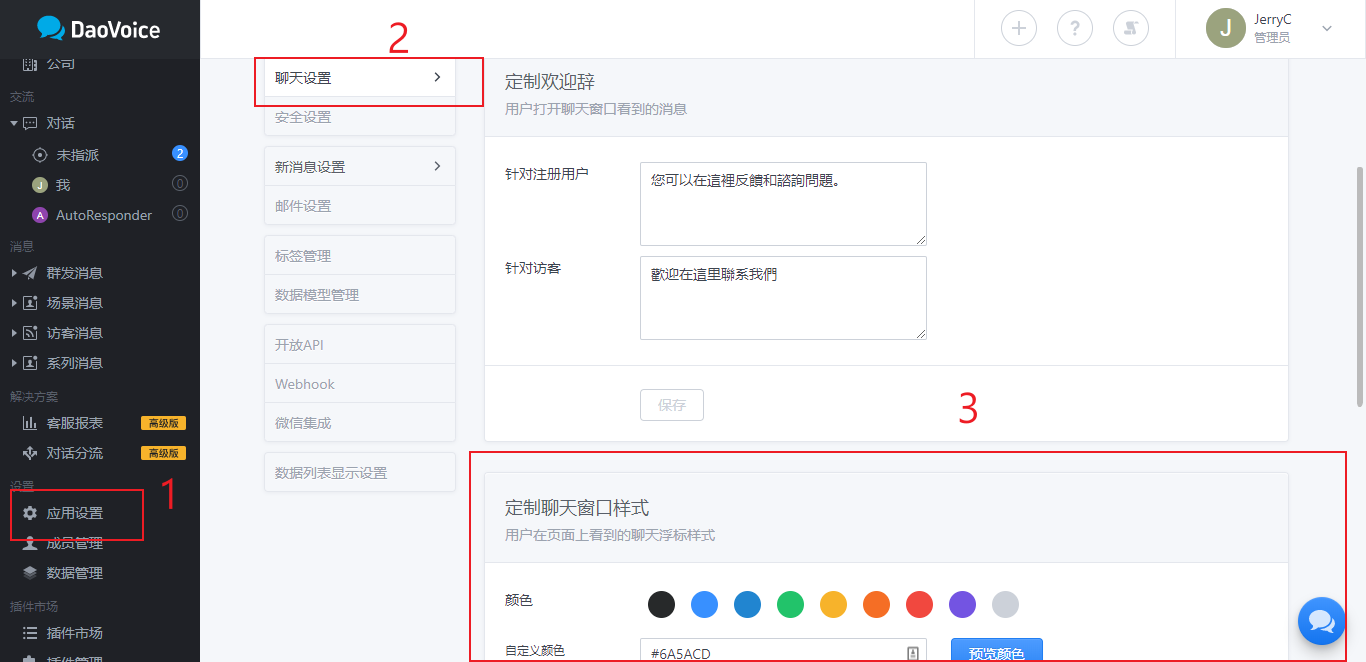 DaoVoice
公司
交流
对话
未指派 2
J 我 0
A AutoResponder 0
消息
群发消息
场景消息
访客消息
系列消息
解决方案
客服报表 高级版
对话分流 高级版
设置
1
应用设置
成员管理
数据管理
插件市场
插件市场
插件管理
2
?
J
JerryC
管理员
聊天设置
安全设置
新消息设置
邮件设置
标签管理
数据模型管理
开放API
Webhook
微信集成
数据列表显示设置
定制欢迎辞
用户打开聊天窗口看到的消息
针对注册用户
您可以在這裡反饋和諮詢問題。
针对访客
歡迎在這里聯系我們
保存
3
定制聊天窗口样式
用户在页面上看到的聊天浮标样式
颜色
自定义颜色
#6A5ACD
预览颜色